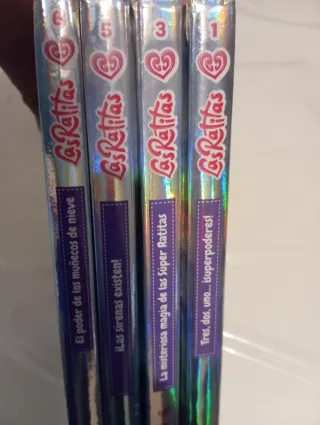 6
Las Ratitas
El poder de los muñecos de nieve
5
Las Ratitas
¡Las sirenas existen!
3
Las Ratitas
La misteriosa magia de las Súper Ratitas
1
Las Ratitas
Tres, dos, uno... ¡Superpoderes!